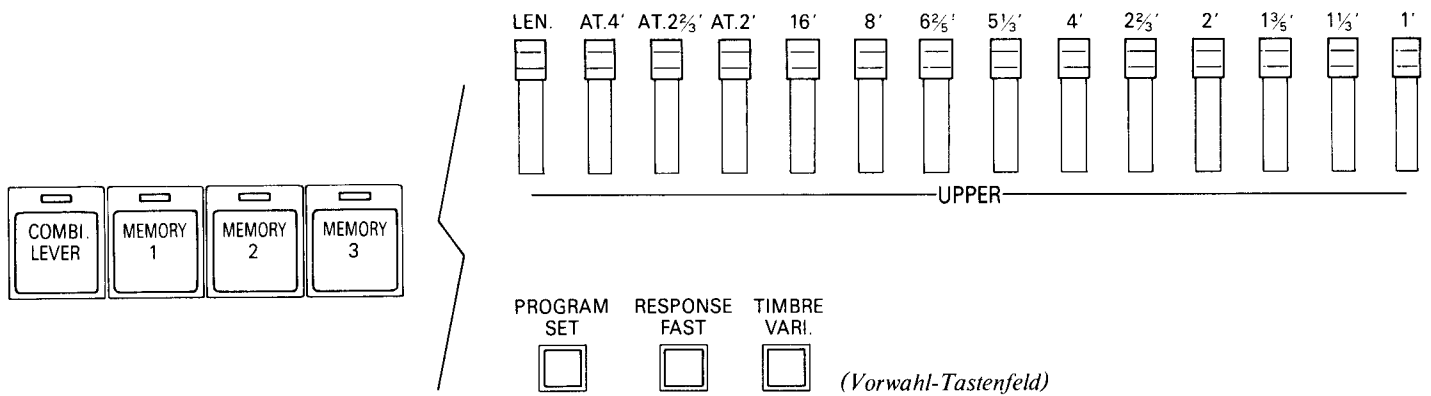 LEN. AT.4′ AT.2⅔′ AT.2′ 16′ 8′ 6⅖′ 5⅓′ 4′ 2⅔′ 2′ 1⅗′ 1⅓′ 1′
UPPER
COMBI. LEVER
MEMORY 1
MEMORY 2
MEMORY 3
PROGRAM SET
RESPONSE FAST
TIMBRE VARI.
(Vorwahl-Tastenfeld)